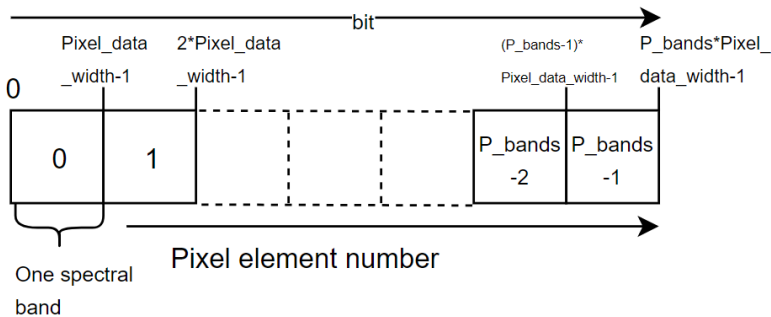 bit
Pixel_data
_width-1
2*Pixel_data
_width-1
(P_bands-1)*
Pixel_data_width-1
P_bands*Pixel_
data_width-1
0
0
1
P_bands
-2
P_bands
-1
Pixel element number
One spectral
band